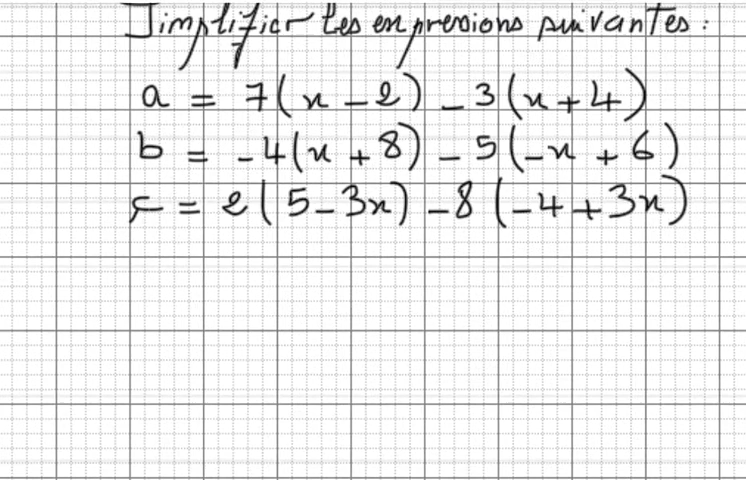 Simplifier les expressions suivantes :
a = 7(x - 2) - 3(x + 4)
b = -4(x + 8) - 5(-x + 6)
c = 2(5 - 3x) - 8(-4 + 3x)